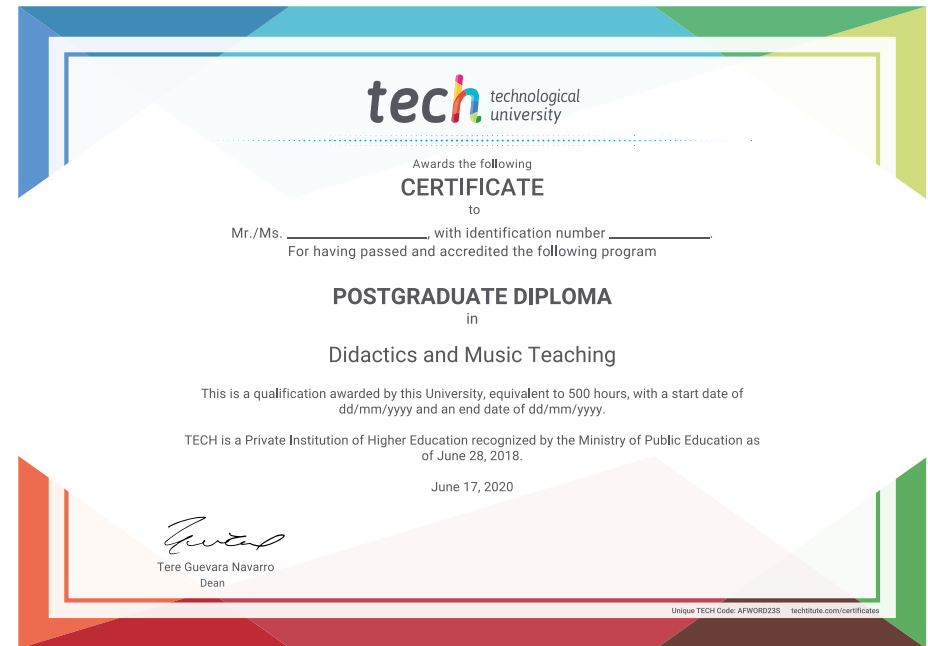 tech technological
university
Awards the following
CERTIFICATE
to
Mr./Ms. ________________, with identification number ____________.
For having passed and accredited the following program
POSTGRADUATE DIPLOMA
in
Didactics and Music Teaching
This is a qualification awarded by this University, equivalent to 500 hours, with a start date of
dd/mm/yyyy and an end date of dd/mm/yyyy.
TECH is a Private Institution of Higher Education recognized by the Ministry of Public Education as
of June 28, 2018.
June 17, 2020
Tere Guevara Navarro
Dean
Unique TECH Code: AFWORD23S techtitute.com/certificates